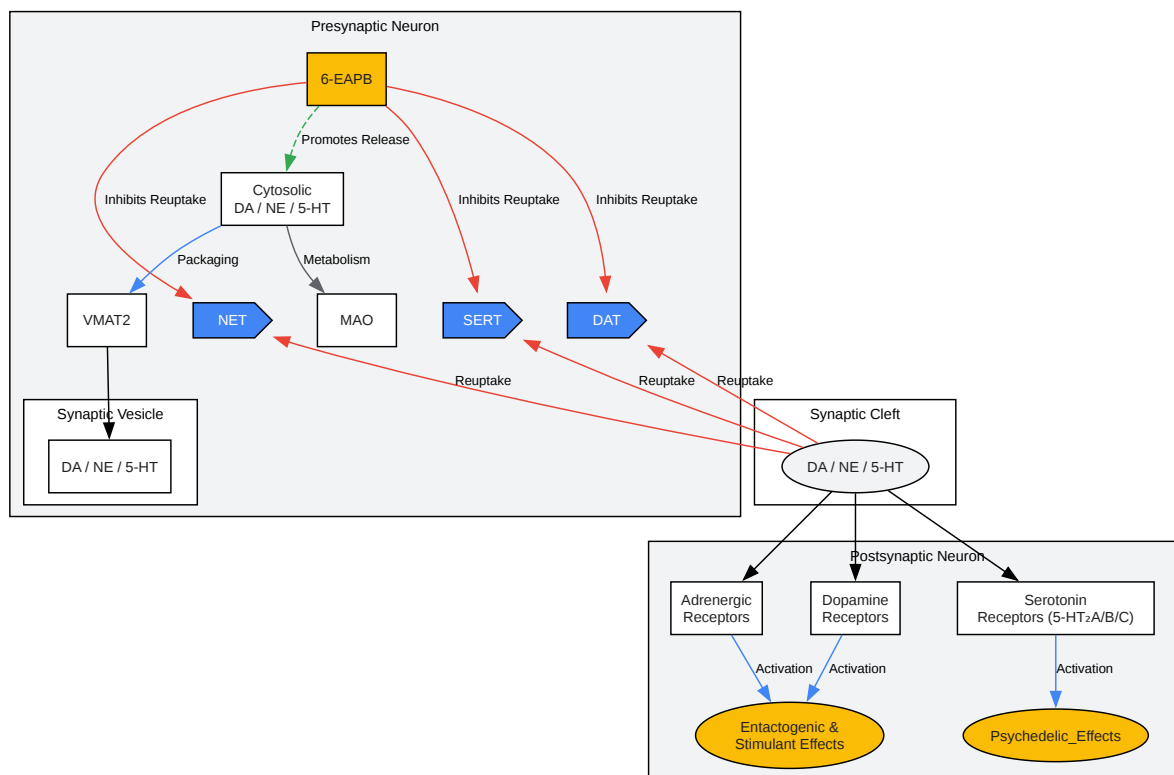 Presynaptic Neuron
6-EAPB
Promotes Release
Cytosolic
DA / NE / 5-HT
Inhibits Reuptake
Inhibits Reuptake
Inhibits Reuptake
Packaging
Metabolism
VMAT2
NET
MAO
SERT
DAT
Reuptake
Reuptake
Reuptake
Synaptic Vesicle
DA / NE / 5-HT
Synaptic Cleft
DA / NE / 5-HT
Postsynaptic Neuron
Adrenergic
Receptors
Dopamine
Receptors
Serotonin
Receptors (5-HT₂A/B/C)
Activation
Activation
Activation
Entactogenic &
Stimulant Effects
Psychedelic_Effects